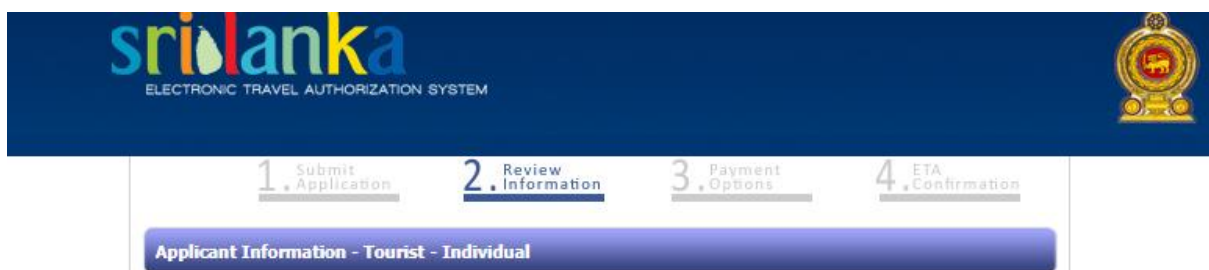 srilanka
ELECTRONIC TRAVEL AUTHORIZATION SYSTEM
1. Submit Application
2. Review Information
3. Payment Options
4. ETA Confirmation
Applicant Information - Tourist - Individual